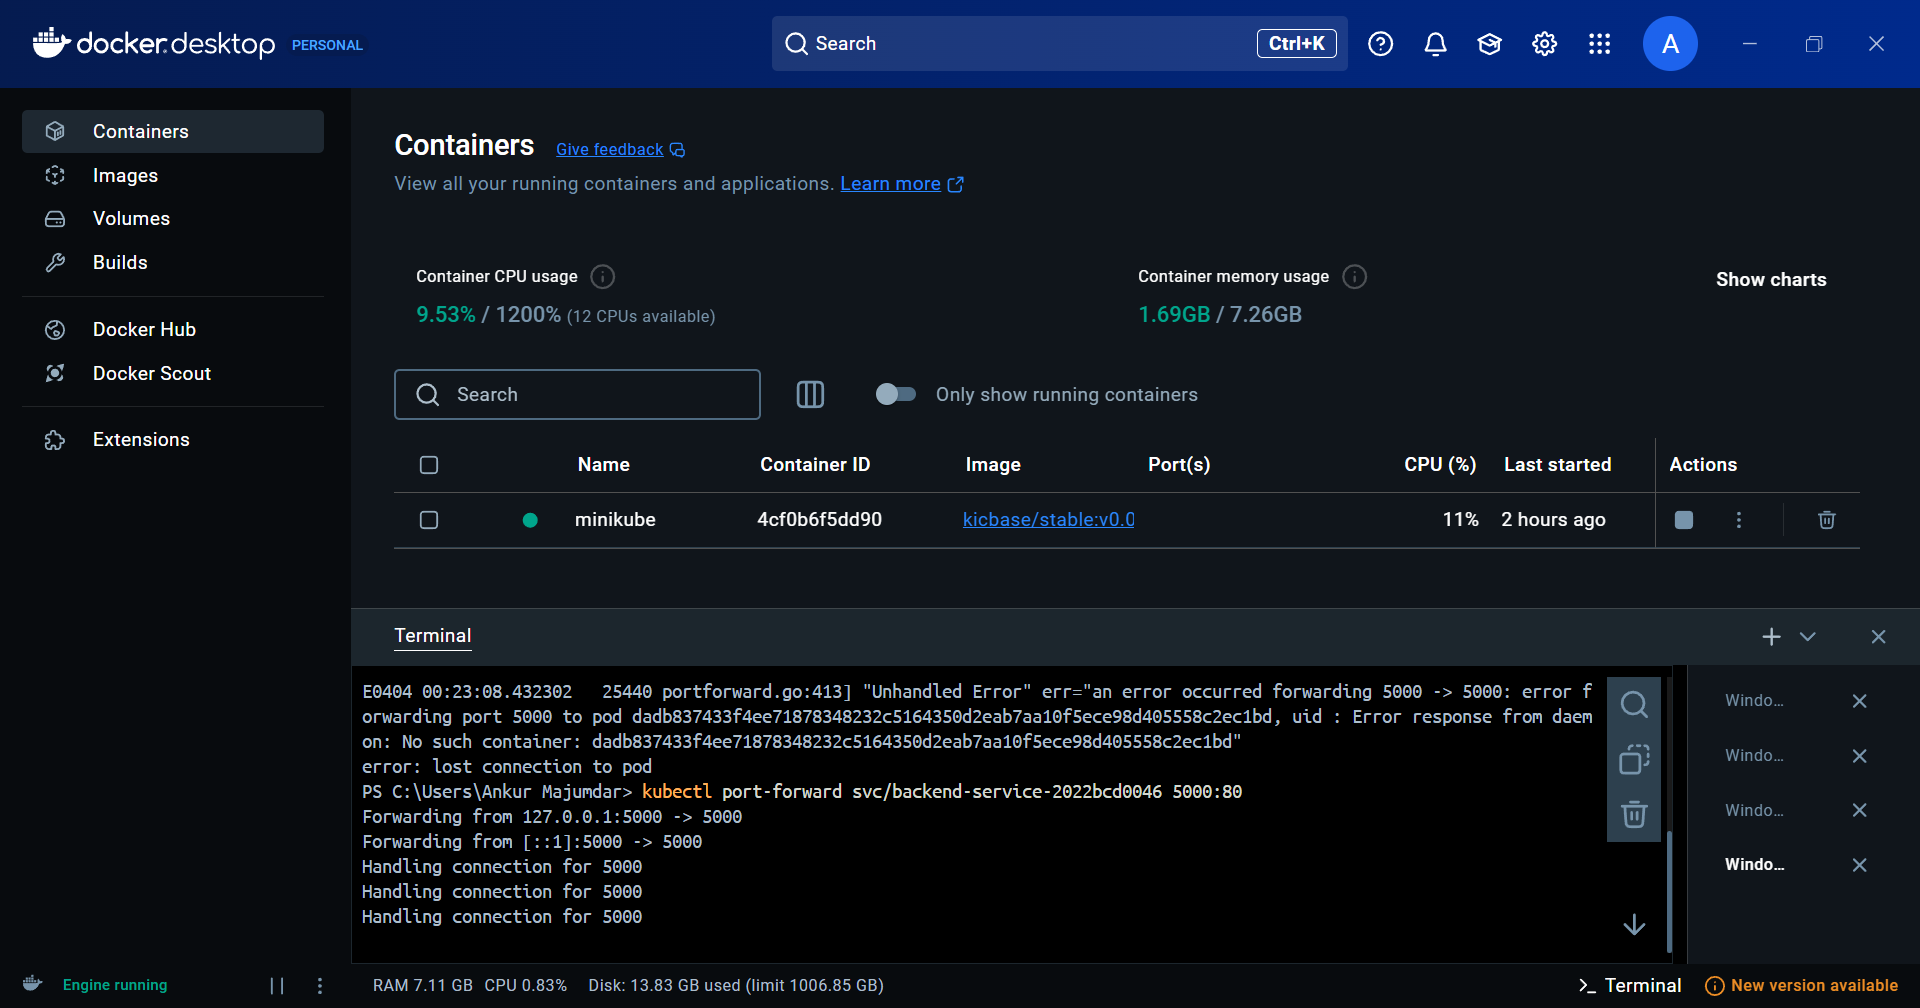 docker.desktop PERSONAL
Search
Ctrl+K
A
Containers
Images
Volumes
Builds
Docker Hub
Docker Scout
Extensions
Containers Give feedback
View all your running containers and applications. Learn more
Container CPU usage
9.53% / 1200% (12 CPUs available)
Container memory usage
1.69GB / 7.26GB
Show charts
Search
Only show running containers
Name Container ID Image Port(s) CPU (%) Last started Actions
minikube 4cf0b6f5dd90 kicbase/stable:v0.0 11% 2 hours ago
Terminal
E0404 00:23:08.432302   25440 portforward.go:413] "Unhandled Error" err="an error occurred forwarding 5000 -> 5000: error f
orwarding port 5000 to pod dadb837433f4ee71878348232c5164350d2eab7aa10f5ece98d405558c2ec1bd, uid : Error response from daem
on: No such container: dadb837433f4ee71878348232c5164350d2eab7aa10f5ece98d405558c2ec1bd"
error: lost connection to pod
PS C:\Users\Ankur Majumdar> kubectl port-forward svc/backend-service-2022bcd0046 5000:80
Forwarding from 127.0.0.1:5000 -> 5000
Forwarding from [::1]:5000 -> 5000
Handling connection for 5000
Handling connection for 5000
Handling connection for 5000
Windo...
Windo...
Windo...
Windo...
Engine running
RAM 7.11 GB CPU 0.83% Disk: 13.83 GB used (limit 1006.85 GB)
Terminal
New version available